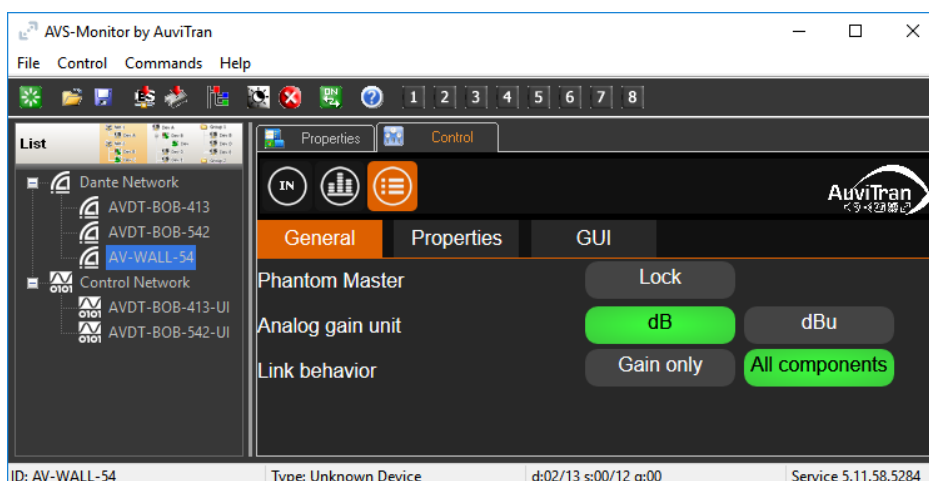 AVS-Monitor by AuviTran
File Control Commands Help
1 2 3 4 5 6 7 8
List
Properties Control
Dante Network
AVDT-BOB-413
AVDT-BOB-542
AV-WALL-54
Control Network
AVDT-BOB-413-UI
AVDT-BOB-542-UI
IN
AuviTran
General Properties GUI
Phantom Master Lock
Analog gain unit dB dBu
Link behavior Gain only All components
ID: AV-WALL-54 Type: Unknown Device d:02/13 s:00/12 g:00 Service 5.11.58.5284